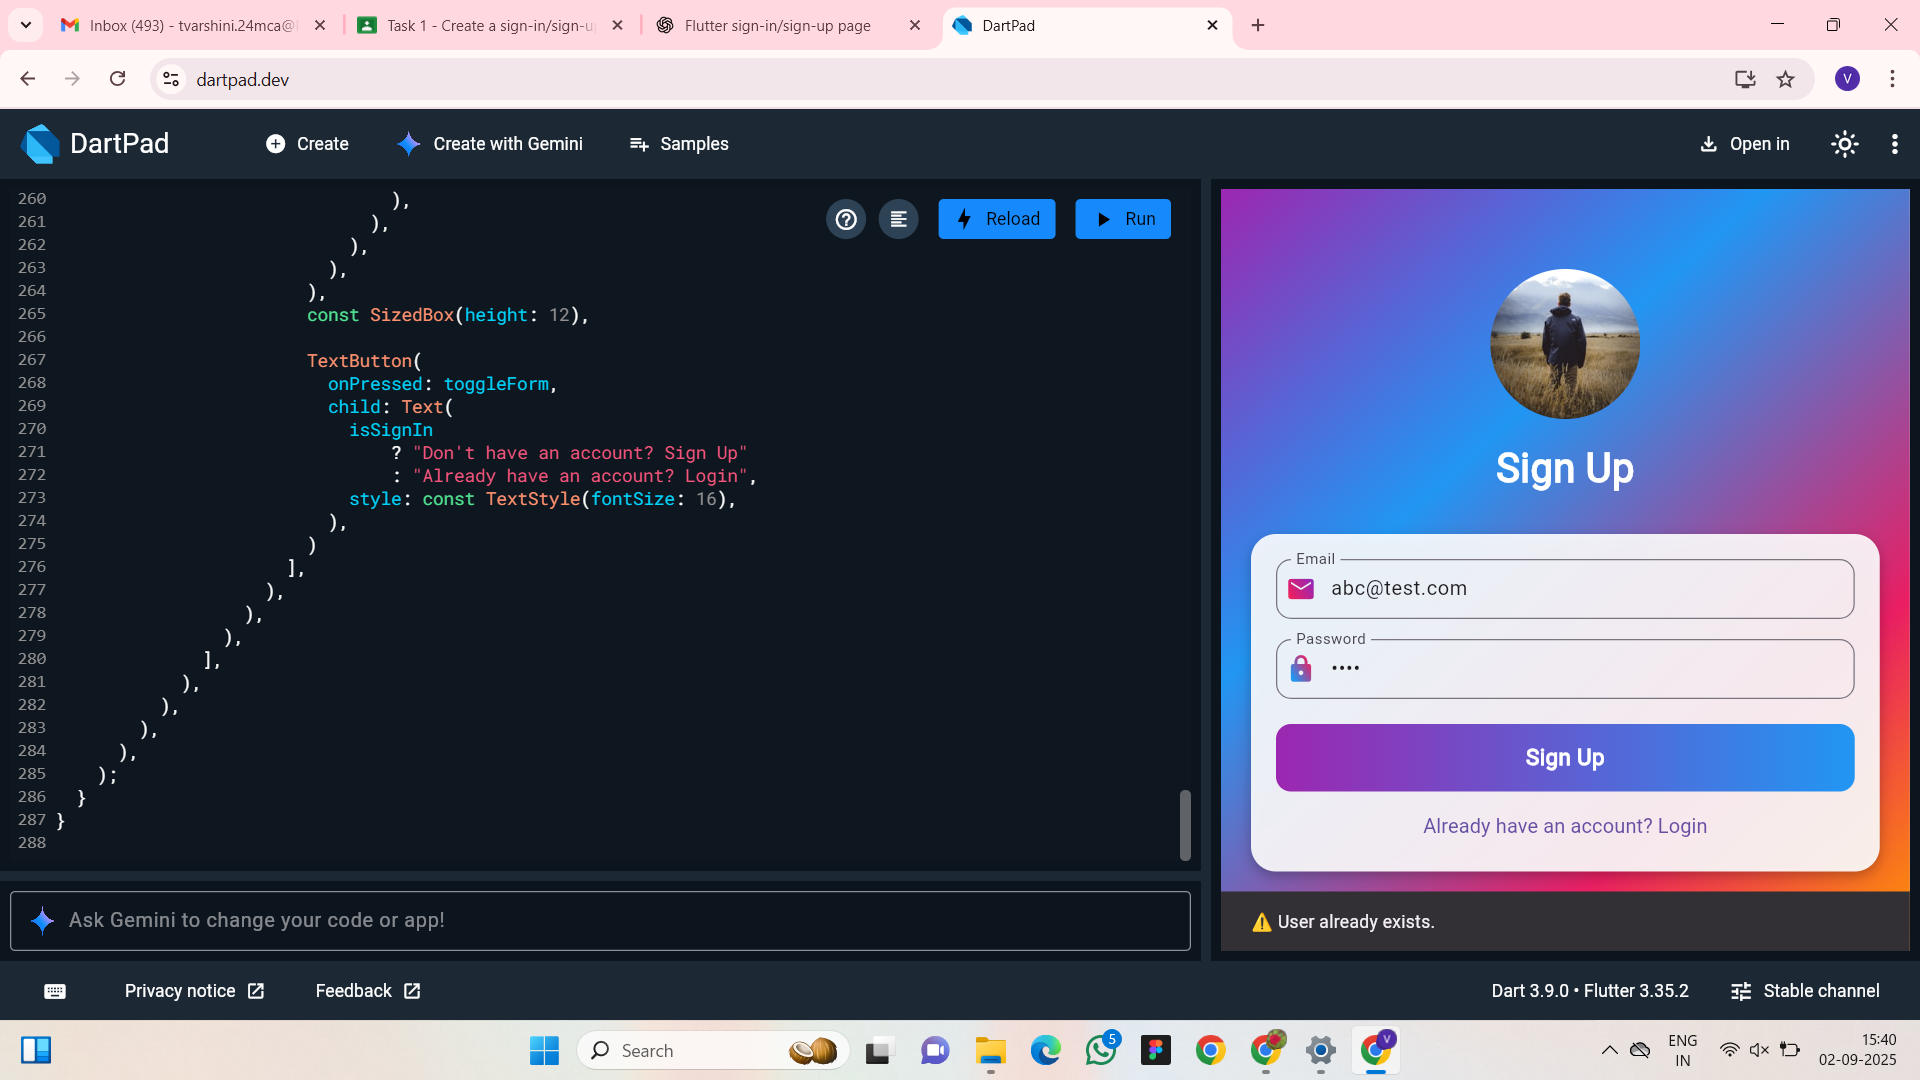 Inbox (493) - tvarshini.24mca@
Task 1 - Create a sign-in/sign-u
Flutter sign-in/sign-up page
DartPad
dartpad.dev
V
DartPad
Create
Create with Gemini
Samples
Open in
Reload
Run
260 ),
261 ),
262 ),
263 ),
264 ),
265 const SizedBox(height: 12),
266
267 TextButton(
268 onPressed: toggleForm,
269 child: Text(
270 isSignIn
271 ? "Don't have an account? Sign Up"
272 : "Already have an account? Login",
273 style: const TextStyle(fontSize: 16),
274 ),
275 )
276 ],
277 ),
278 ),
279 ),
280 ],
281 ),
282 ),
283 ),
284 ),
285 );
286 }
287 }
288
Ask Gemini to change your code or app!
Sign Up
Email
abc@test.com
Password
••••
Sign Up
Already have an account? Login
⚠️ User already exists.
Privacy notice
Feedback
Dart 3.9.0 • Flutter 3.35.2
Stable channel
Search
5
V
ENG
IN
15:40
02-09-2025